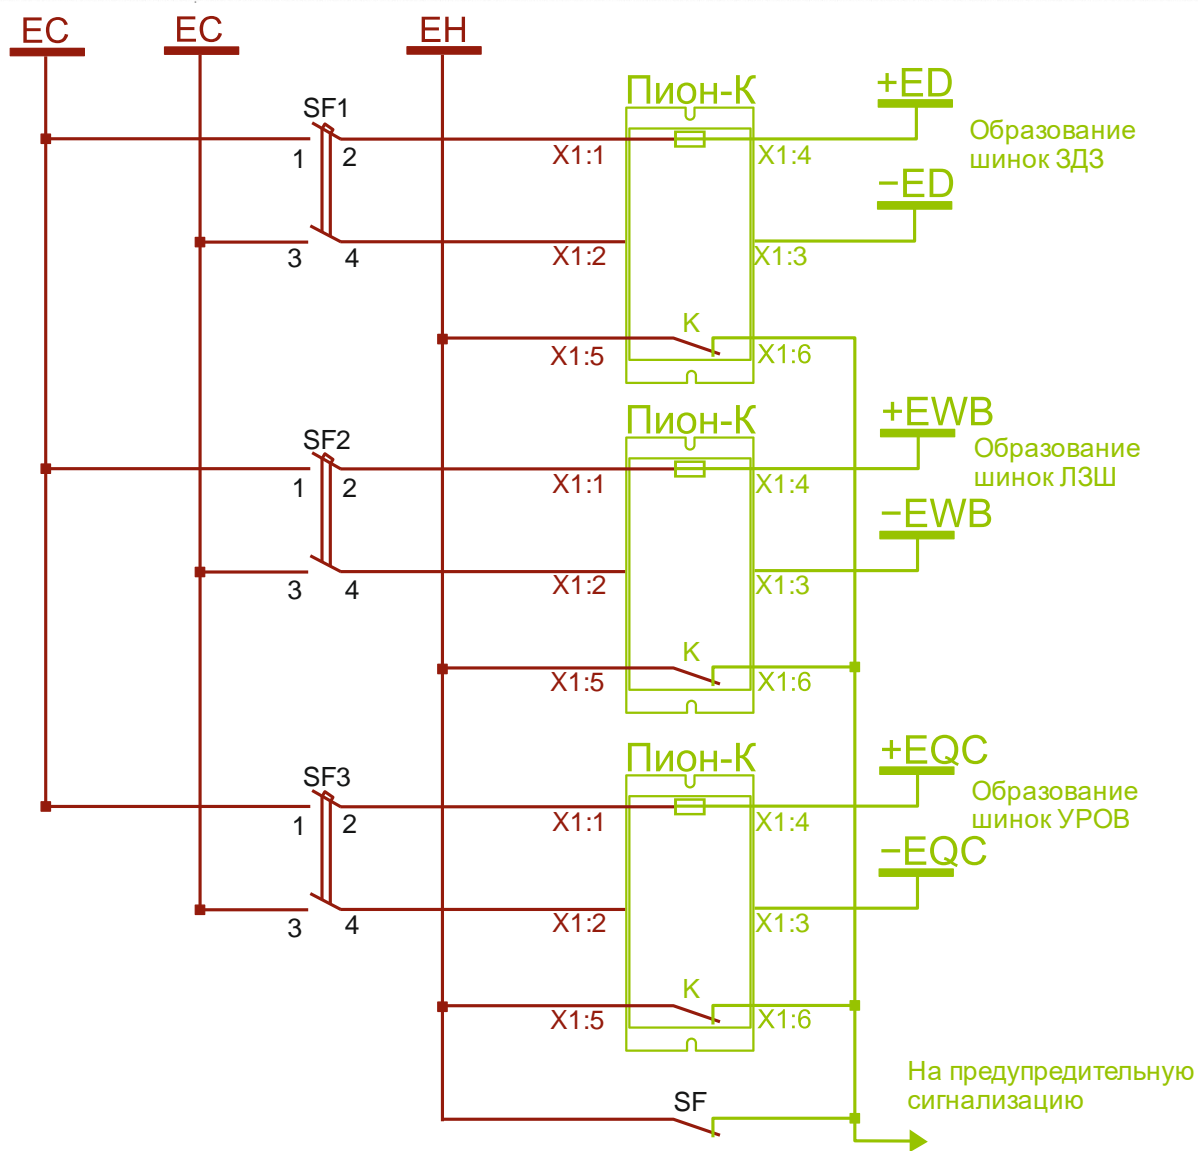 EC
EC
EH
Пион-К
+ED
SF1
Образование
шинок ЗДЗ
1
2
X1:1
X1:4
−ED
3
4
X1:2
X1:3
K
X1:5
X1:6
Пион-К
+EWB
SF2
Образование
шинок ЛЗШ
1
2
X1:1
X1:4
−EWB
3
4
X1:2
X1:3
K
X1:5
X1:6
Пион-К
+EQC
SF3
Образование
шинок УРОВ
1
2
X1:1
X1:4
−EQC
3
4
X1:2
X1:3
K
X1:5
X1:6
На предупредительную
сигнализацию
SF